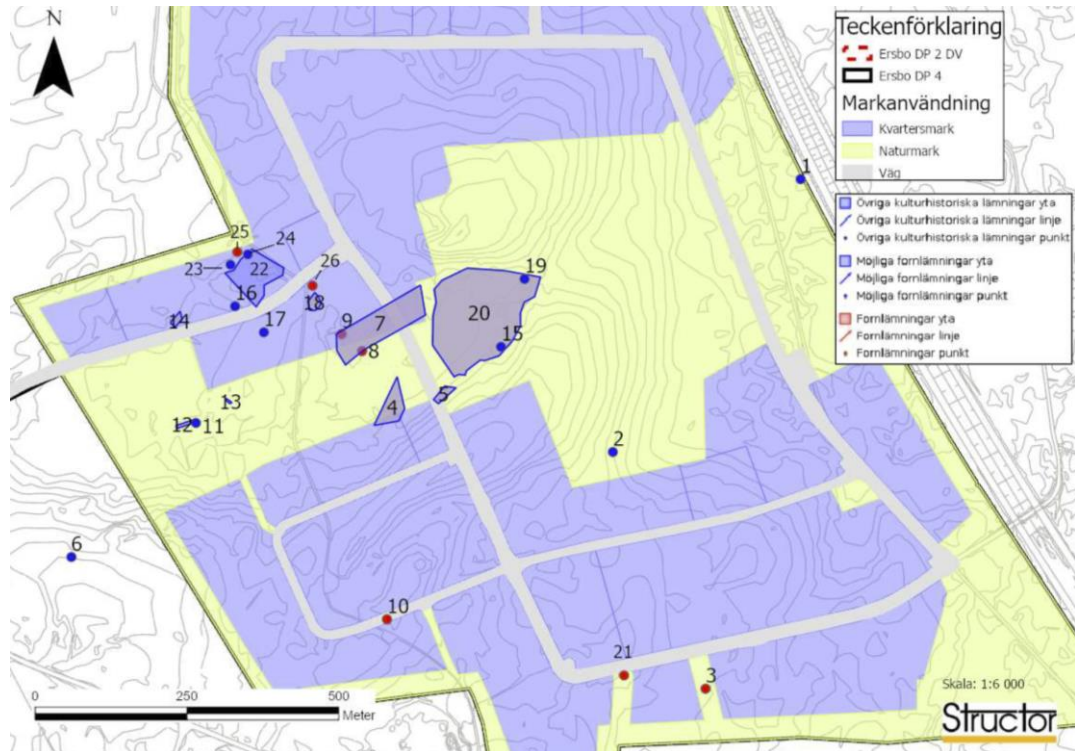 N
Teckenförklaring
Ersbo DP 2 DV
Ersbo DP 4
Markanvändning
Kvartersmark
Naturmark
Väg
Övriga kulturhistoriska lämningar yta
Övriga kulturhistoriska lämningar linje
Övriga kulturhistoriska lämningar punkt
Möjliga fornlämningar yta
Möjliga fornlämningar linje
Möjliga fornlämningar punkt
Fornlämningar yta
Fornlämningar linje
Fornlämningar punkt
1
25
24
23
22
26
19
16
18
14
17
20
7
9
8
15
13
4
5
12
11
2
6
10
21
3
0
250
500
Meter
Skala: 1:6 000
Structor